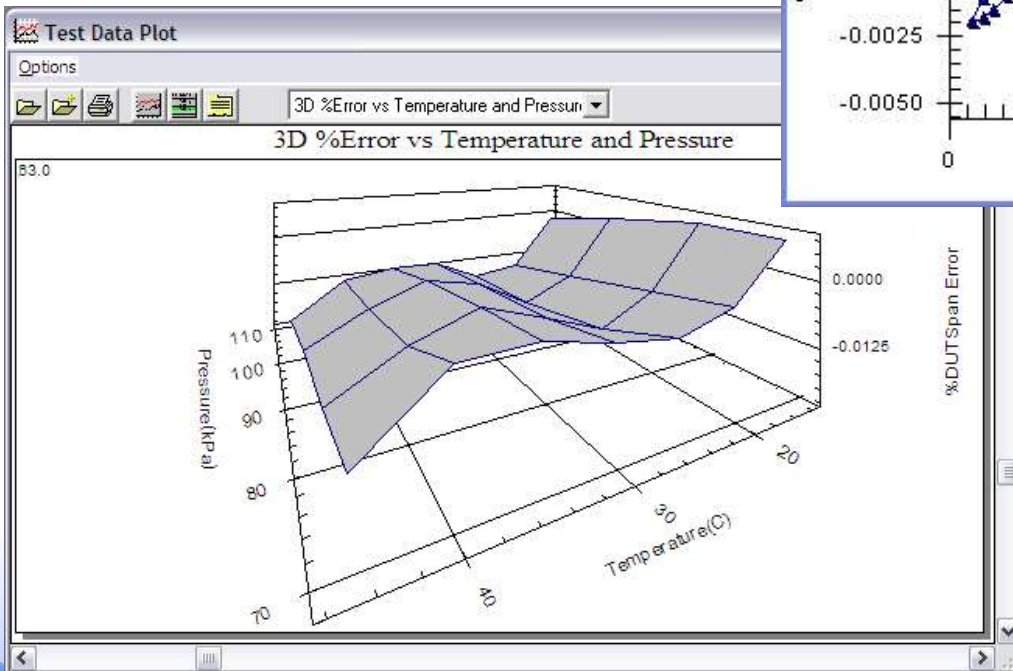 Test Data Plot
Options
3D %Error vs Temperature and Pressur
3D %Error vs Temperature and Pressure
83.0
110
100
90
80
70
Pressure(kPa)
40
30
20
Temperature(C)
0.0000
-0.0125
%DUTSpan Error
-0.0025
-0.0050
0